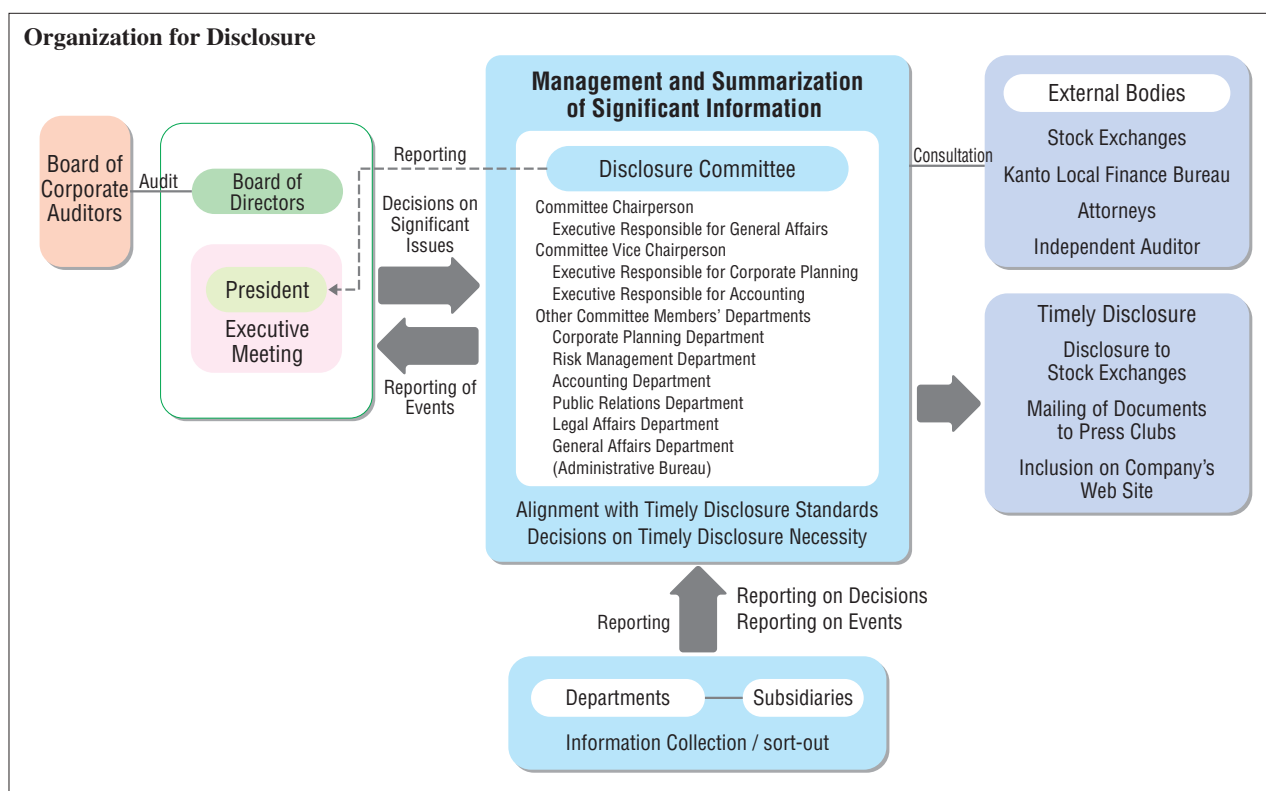 Organization for Disclosure
Board of
Corporate
Auditors
Audit
Board of
Directors
President
Executive
Meeting
Reporting
Decisions on
Significant
Issues
Reporting of
Events
Management and Summarization
of Significant Information
Disclosure Committee
Committee Chairperson
Executive Responsible for General Affairs
Committee Vice Chairperson
Executive Responsible for Corporate Planning
Executive Responsible for Accounting
Other Committee Members’ Departments
Corporate Planning Department
Risk Management Department
Accounting Department
Public Relations Department
Legal Affairs Department
General Affairs Department
(Administrative Bureau)
Alignment with Timely Disclosure Standards
Decisions on Timely Disclosure Necessity
Consultation
External Bodies
Stock Exchanges
Kanto Local Finance Bureau
Attorneys
Independent Auditor
Timely Disclosure
Disclosure to
Stock Exchanges
Mailing of Documents
to Press Clubs
Inclusion on Company’s
Web Site
Reporting
Reporting on Decisions
Reporting on Events
Departments
Subsidiaries
Information Collection / sort-out